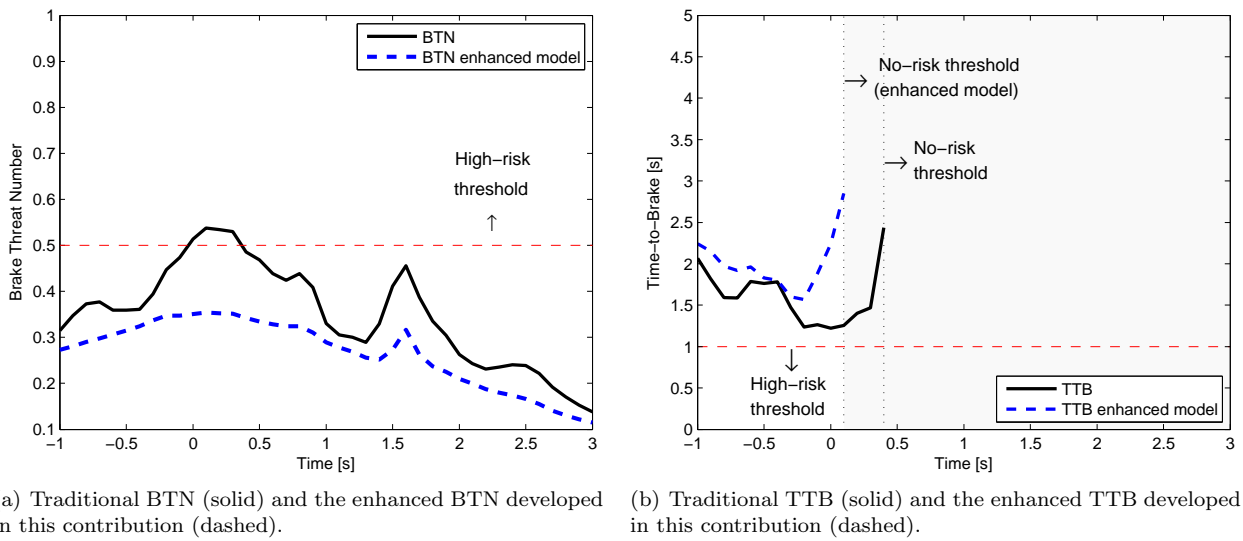 1
0.9
0.8
0.7
0.6
0.5
0.4
0.3
0.2
0.1
Brake Threat Number
BTN
BTN enhanced model
High−risk
threshold
↑
−1 −0.5 0 0.5 1 1.5 2 2.5 3
Time [s]
5
4.5
4
3.5
3
2.5
2
1.5
1
0.5
0
Time−to−Brake [s]
No−risk threshold
(enhanced model)
No−risk
threshold
High−risk
threshold
TTB
TTB enhanced model
−1 −0.5 0 0.5 1 1.5 2 2.5 3
Time [s]
a) Traditional BTN (solid) and the enhanced BTN developed
in this contribution (dashed).
(b) Traditional TTB (solid) and the enhanced TTB developed
in this contribution (dashed).